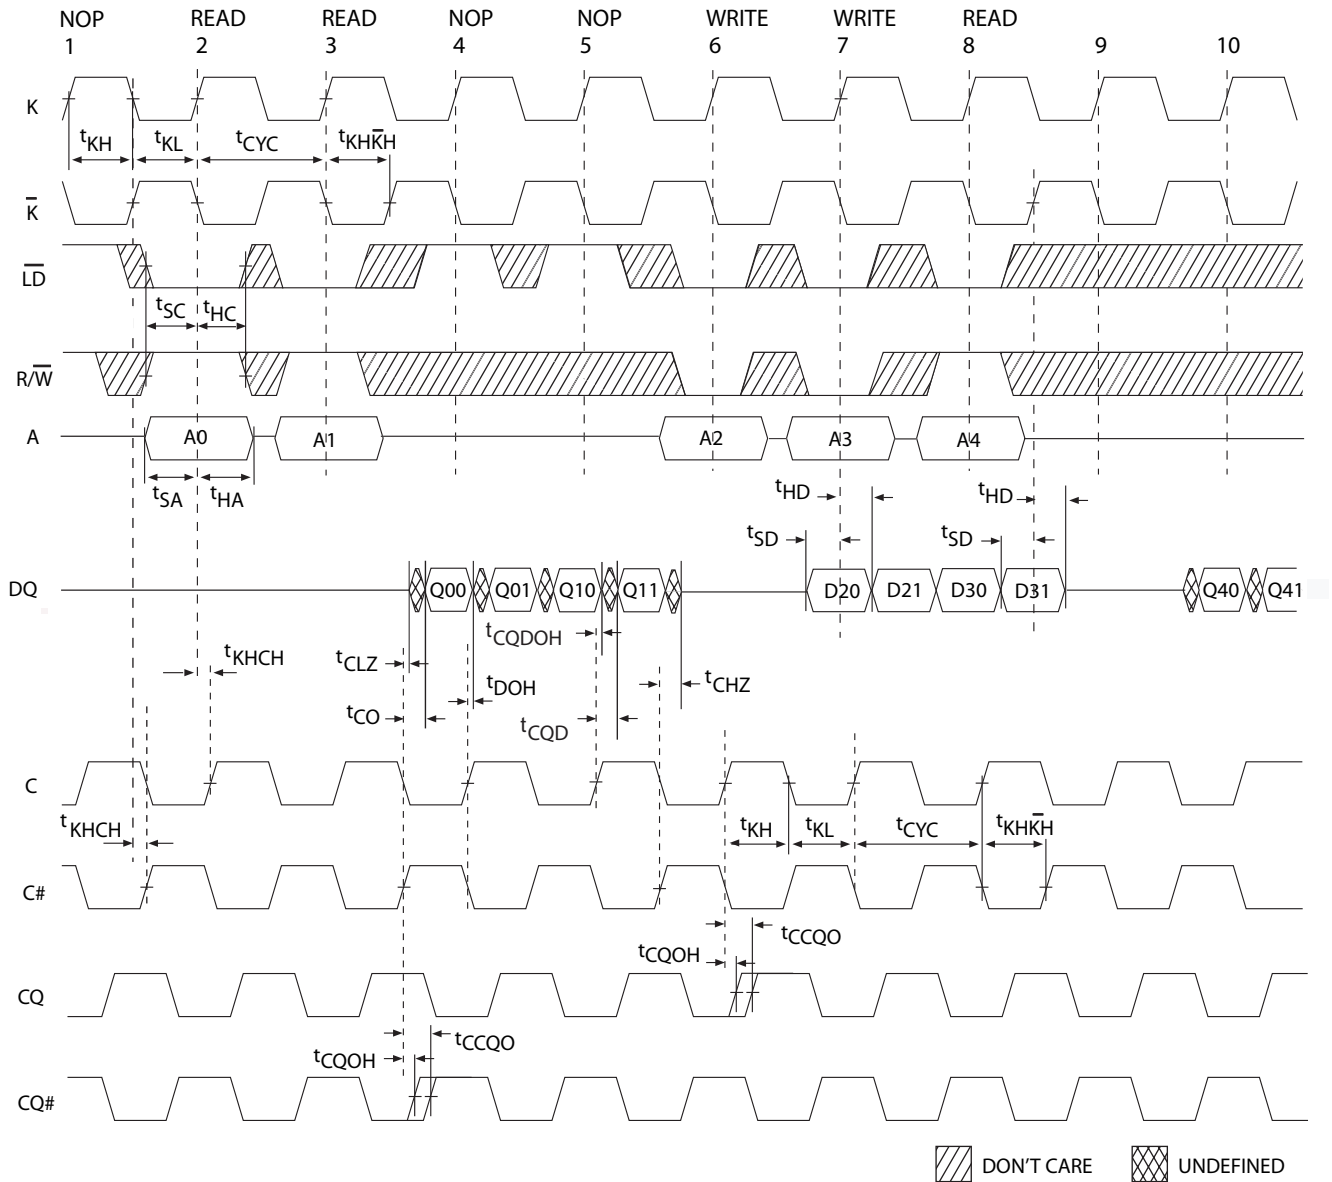 NOP READ READ NOP NOP WRITE WRITE READ
1 2 3 4 5 6 7 8 9 10
K
tKH tKL tCYC tKHK̅H
K̅
L̅D̅
tSC tHC
R/W̅
A A0 A1 A2 A3 A4
tSA tHA tHD tHD
tSD tSD
DQ Q00 Q01 Q10 Q11 D20 D21 D30 D31 Q40 Q41
tCQDOH
tKHCH tCLZ tDOH tCHZ
tCO tCQD
C
tKHCH tKH tKL tCYC tKHK̅H
C#
tCCQO
tCQOH
CQ
tCCQO
tCQOH
CQ#
DON'T CARE UNDEFINED